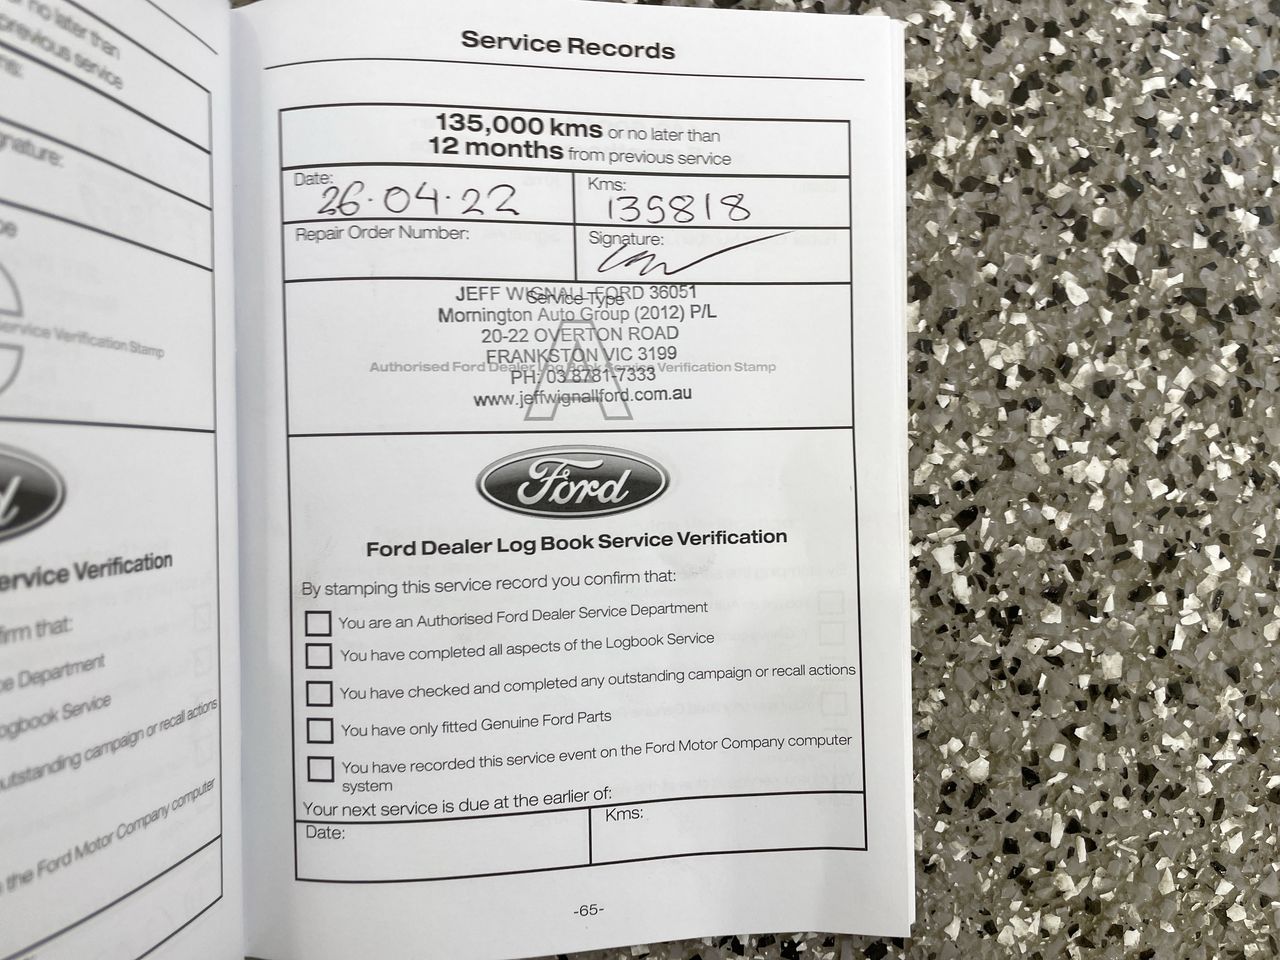 no later than
previous service
Signature:
Service Verification Stamp
Service Verification
confirm that:
Service Department
Logbook Service
outstanding campaign or recall actions
the Ford Motor Company computer
Service Records
135,000 kms or no later than
12 months from previous service
Date:
26.04.22
Kms:
139818
Repair Order Number:
Signature:
Service Type
JEFF WIGNALL FORD 36051
Mornington Auto Group (2012) P/L
20-22 OVERTON ROAD
FRANKSTON VIC 3199
PH: 03 8781-7333
www.jeffwignallford.com.au
A
Authorised Ford Dealer Log Book Service Verification Stamp
Ford
Ford Dealer Log Book Service Verification
By stamping this service record you confirm that:
You are an Authorised Ford Dealer Service Department
You have completed all aspects of the Logbook Service
You have checked and completed any outstanding campaign or recall actions
You have only fitted Genuine Ford Parts
You have recorded this service event on the Ford Motor Company computer
system
Your next service is due at the earlier of:
Date:
Kms:
-65-